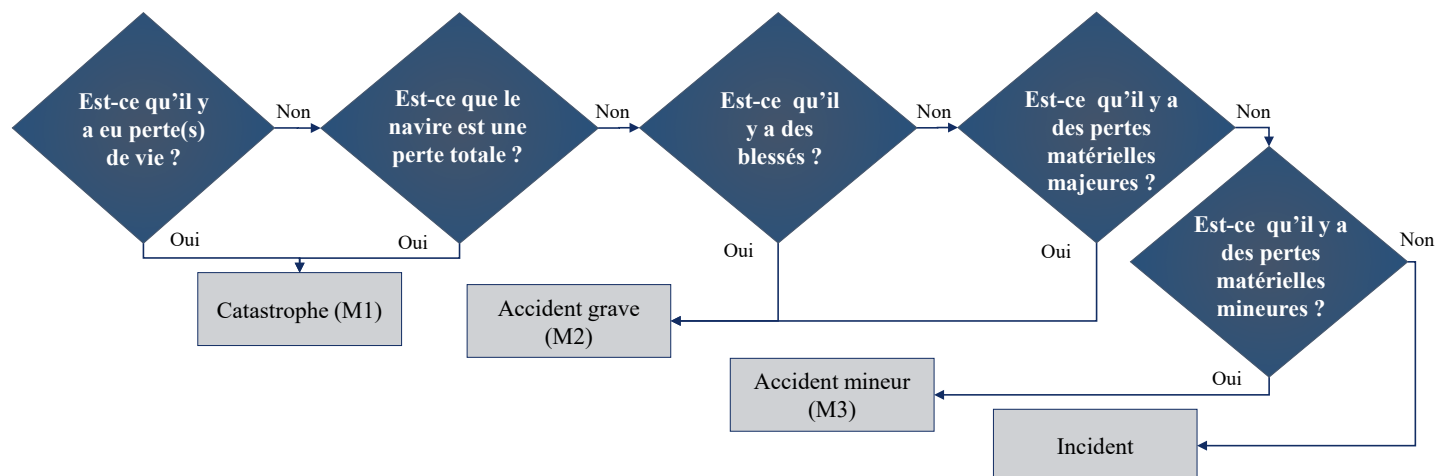 Est-ce qu'il y
a eu perte(s)
de vie ?
Non
Oui
Est-ce que le
navire est une
perte totale ?
Non
Oui
Catastrophe (M1)
Est-ce  qu'il
y a des
blessés ?
Non
Oui
Est-ce  qu'il y a
des pertes
matérielles
majeures ?
Non
Oui
Accident grave
(M2)
Est-ce  qu'il y a
des pertes
matérielles
mineures ?
Non
Oui
Accident mineur
(M3)
Incident